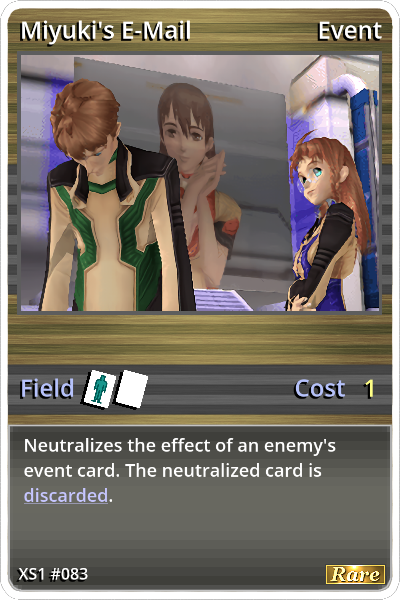 Miyuki's E-Mail Event
Field Cost 1
Neutralizes the effect of an enemy's
event card. The neutralized card is
discarded.
XS1 #083 Rare